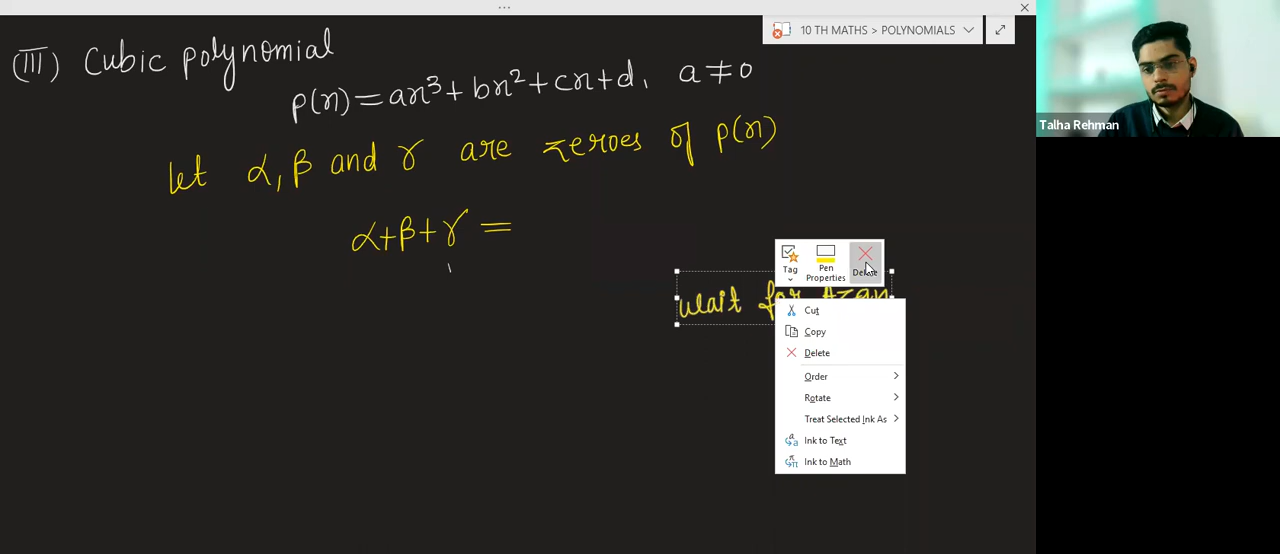 10 TH MATHS > POLYNOMIALS
(III) Cubic polynomial
p(x) = ax³ + bx² + cx + d, a ≠ 0
let α, β and γ are zeroes of p(x)
α + β + γ =
Talha Rehman
Tag
Pen Properties
Delete
wait for Azan
Cut
Copy
Delete
Order
Rotate
Treat Selected Ink As
Ink to Text
Ink to Math